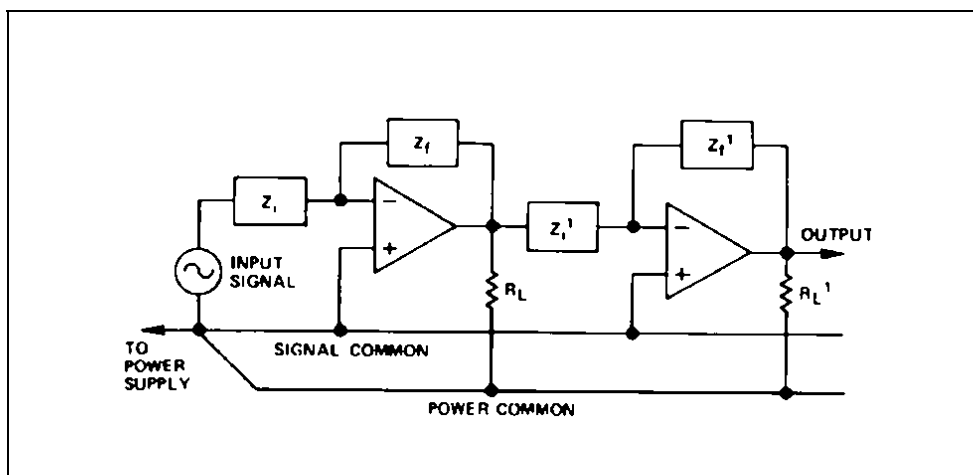 Zf
Zf1
Zi
Zi1
−
+
−
+
OUTPUT
INPUT
SIGNAL
RL
RL1
TO
POWER
SUPPLY
SIGNAL COMMON
POWER COMMON